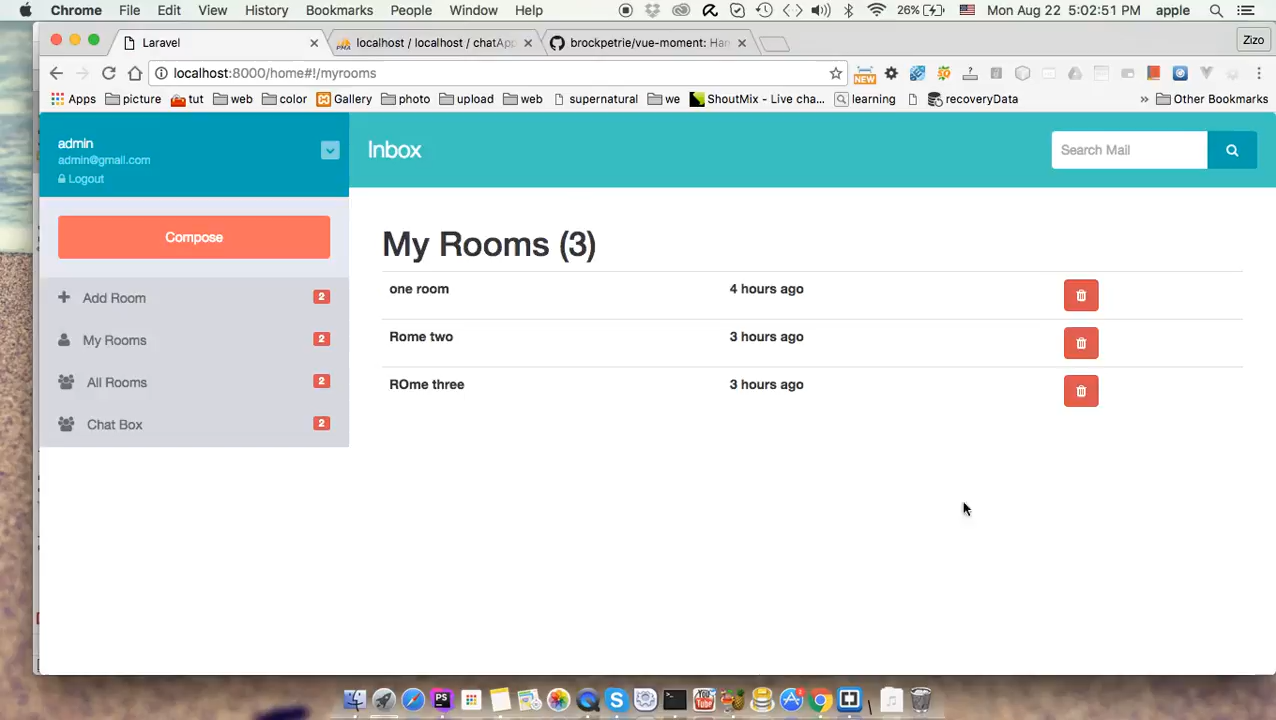 Chrome File Edit View History Bookmarks People Window Help 26% Mon Aug 22 5:02:51 PM apple
Laravel
localhost / localhost / chatApp
brockpetrie/vue-moment: Han
Zizo
localhost:8000/home#!/myrooms
NEW
Apps picture tut web color Gallery photo upload web supernatural we ShoutMix - Live cha... learning recoveryData » Other Bookmarks
admin
admin@gmail.com
Logout
Inbox
Search Mail
Compose
Add Room 2
My Rooms 2
All Rooms 2
Chat Box 2
My Rooms (3)
one room 4 hours ago
Rome two 3 hours ago
ROme three 3 hours ago